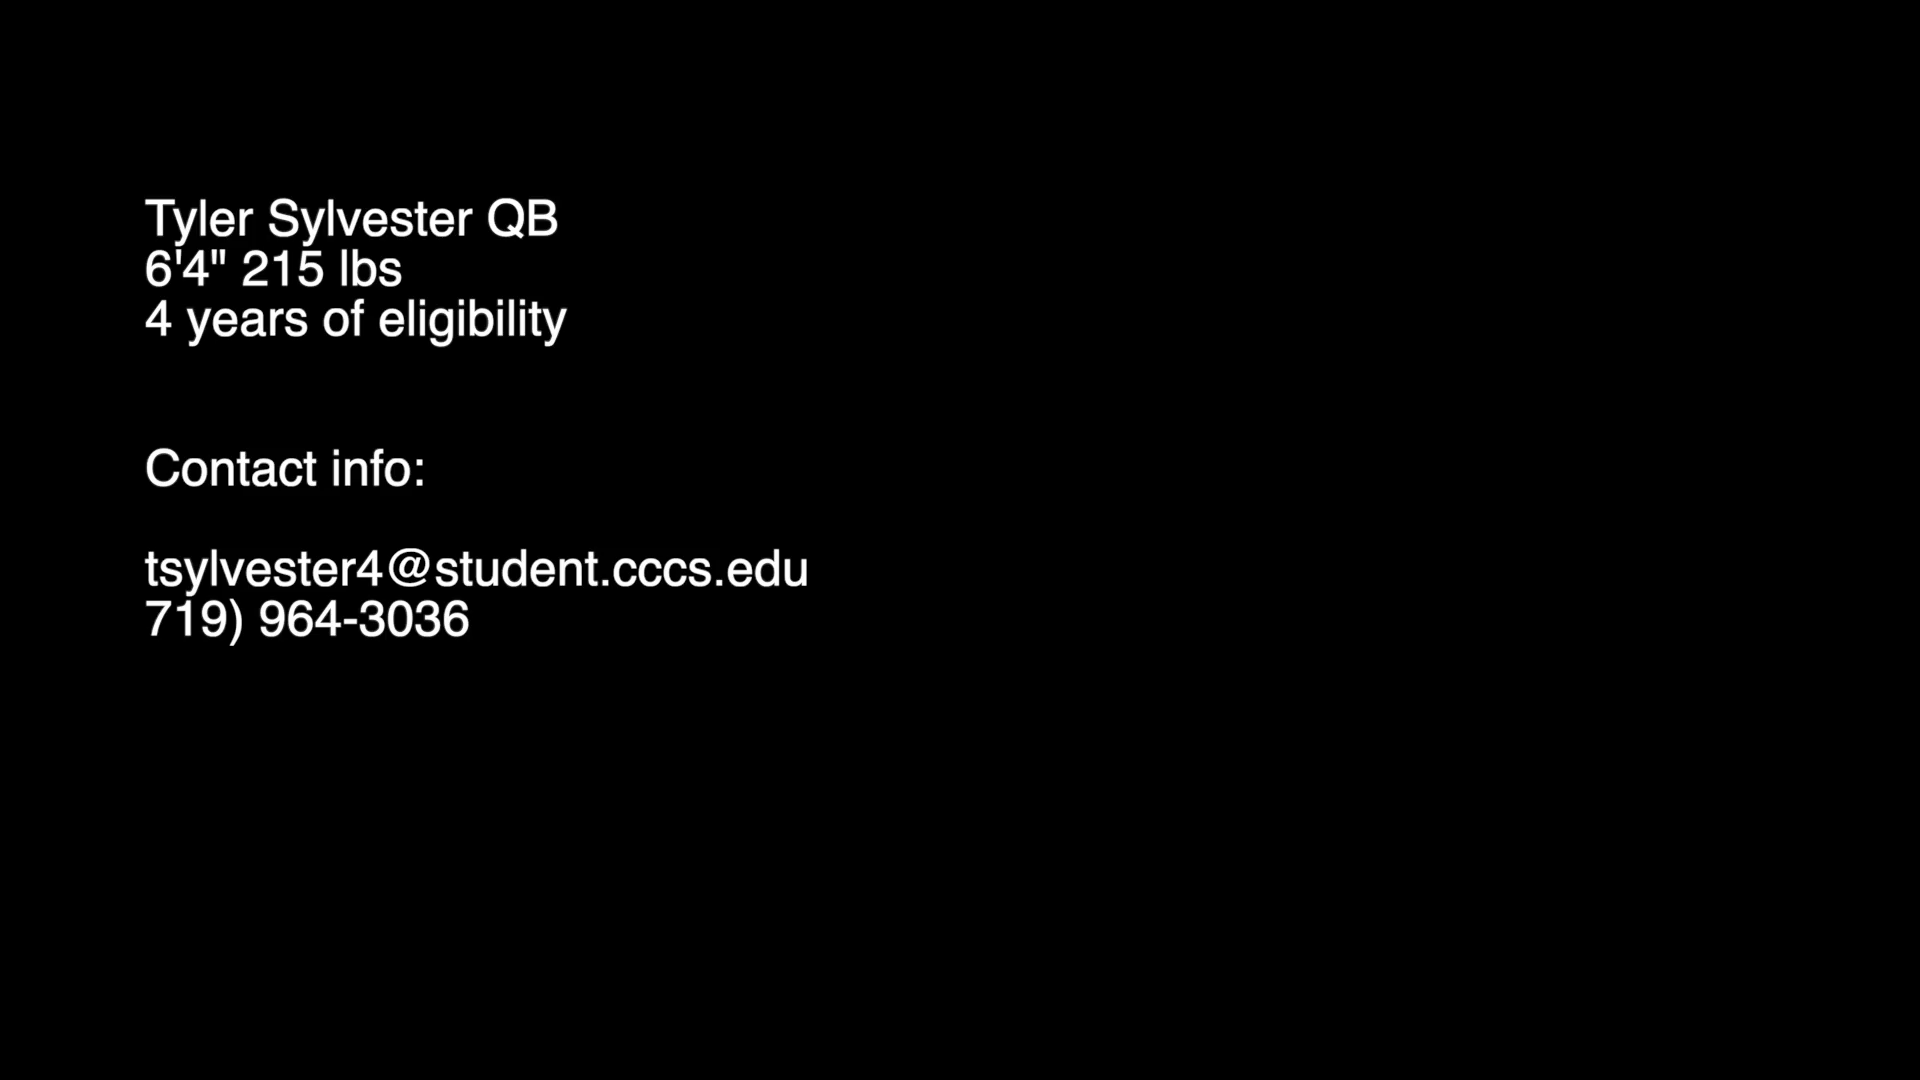 Tyler Sylvester QB
6'4" 215 lbs
4 years of eligibility
Contact info:
tsylvester4@student.cccs.edu
719) 964-3036